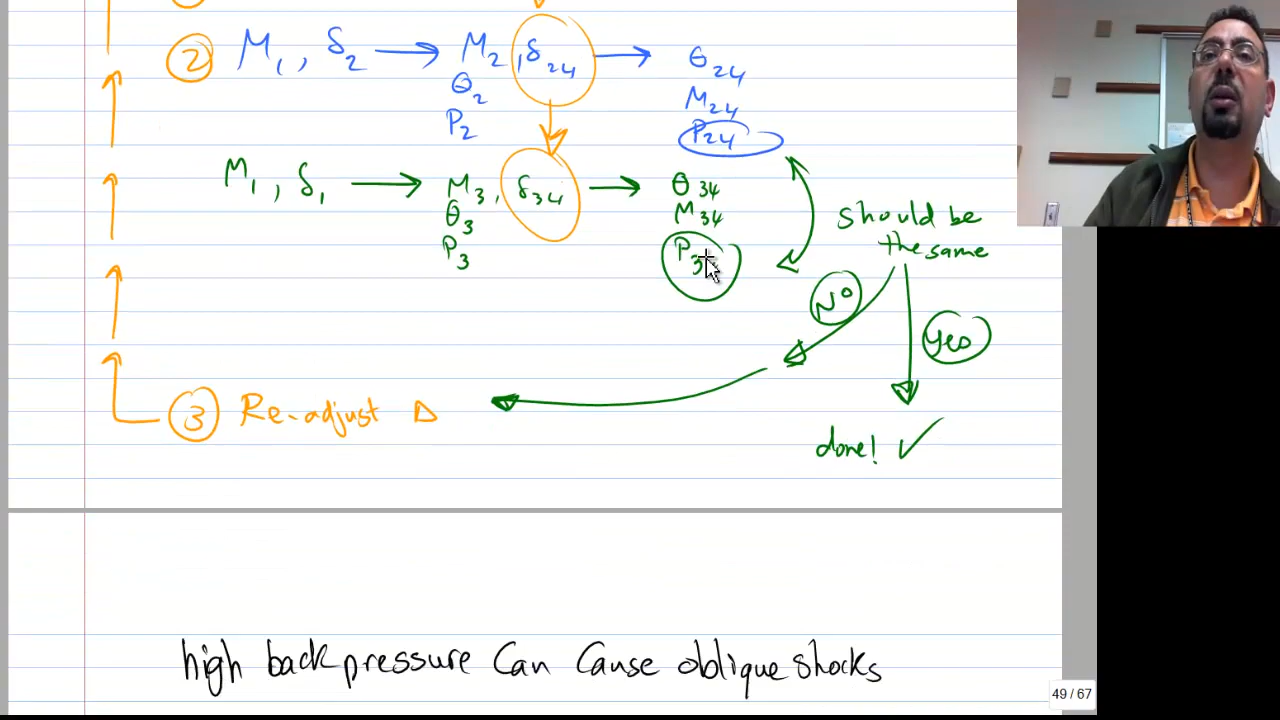 ② M₁, δ₂ → M₂, δ₂₄ → θ₂₄
θ₂ M₂₄
P₂ P₂₄
M₁, δ₁ → M₃, δ₃₄ → θ₃₄
θ₃ M₃₄
P₃ P₃
should be
the same
No
Yes
③ Re-adjust Δ
done! ✓
high back pressure Can Cause oblique shocks
49 / 67